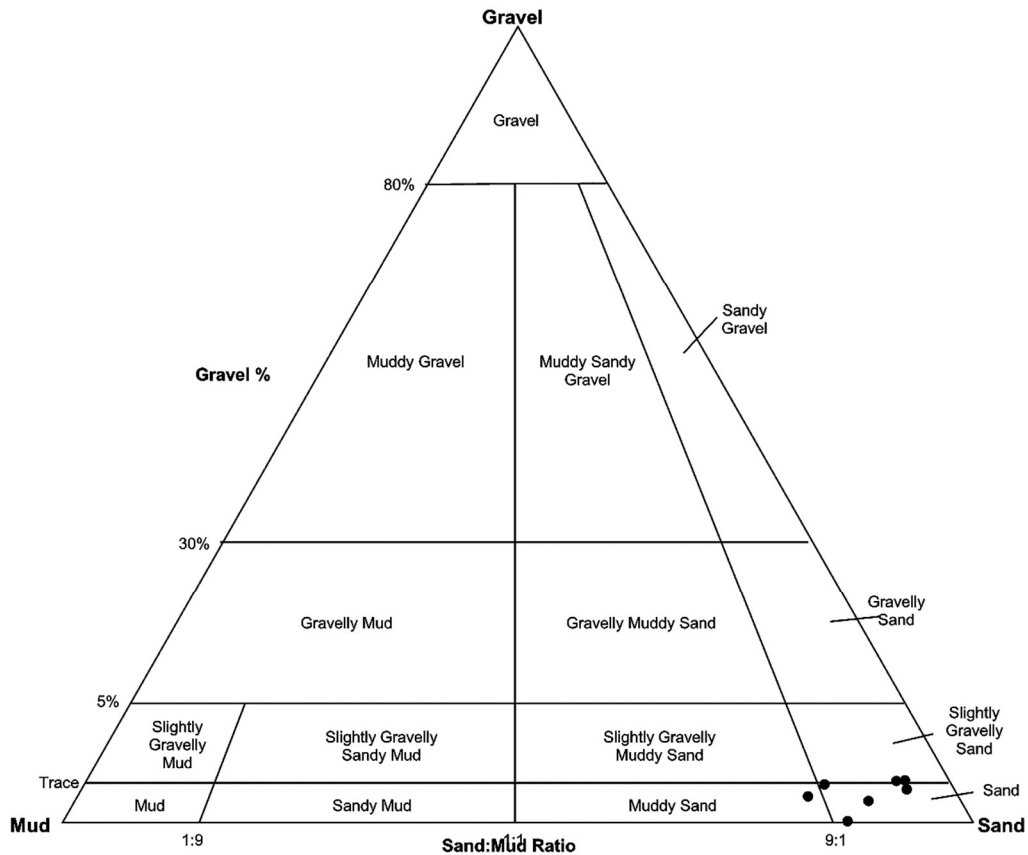 Gravel
Gravel
80%
Sandy
Gravel
Muddy Gravel
Muddy Sandy
Gravel
Gravel %
30%
Gravelly
Sand
Gravelly Mud
Gravelly Muddy Sand
5%
Slightly
Gravelly
Mud
Slightly Gravelly
Sandy Mud
Slightly Gravelly
Muddy Sand
Slightly
Gravelly
Sand
Trace
Mud
Sandy Mud
Muddy Sand
Sand
Mud
Sand
1:9
1:1
9:1
Sand:Mud Ratio